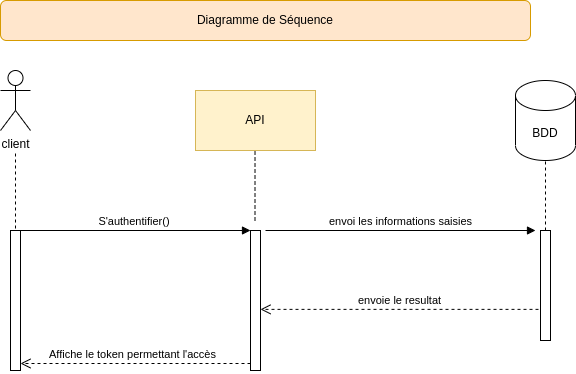 Diagramme de Séquence
client
API
BDD
S'authentifier()
envoi les informations saisies
envoie le resultat
Affiche le token permettant l'accès